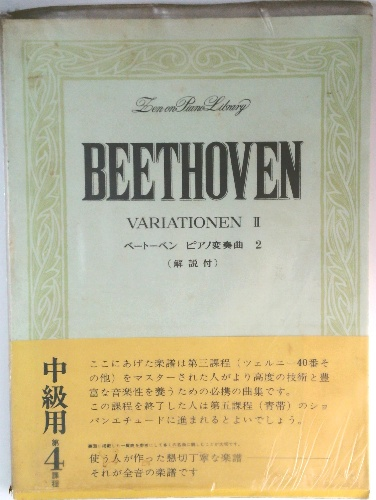 Zen-on Piano Library
BEETHOVEN
VARIATIONEN II
ベートーベン ピアノ変奏曲 2
(解説付)
中級用
第4課程
ここにあげた楽譜は第三課程(ツェルニー40番そ
の他)をマスターされた人がより高度の技術と豊
富な音楽性を養うための必携の曲集です。
この課程を終了した人は第五課程(青帯)のショ
パンエチュードに進まれるとよいでしょう。
使う人が作った懇切丁寧な楽譜
それが全音の楽譜です